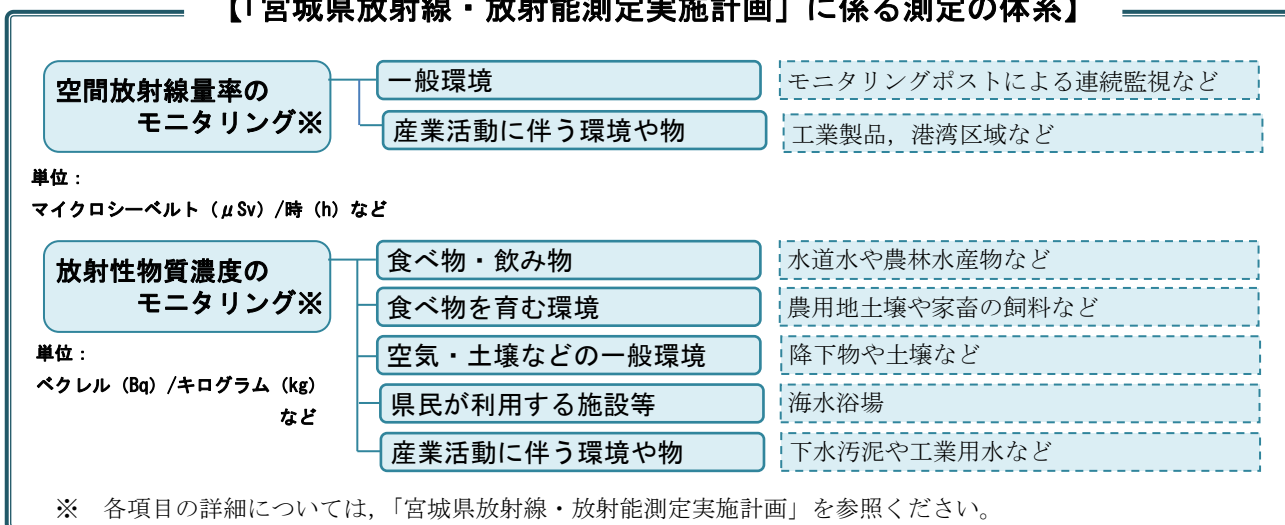 【「宮城県放射線・放射能測定実施計画」に係る測定の体系】
空間放射線量率の
モニタリング※
一般環境
モニタリングポストによる連続監視など
産業活動に伴う環境や物
工業製品，港湾区域など
単位：
マイクロシーベルト（μSv）/時（h）など
放射性物質濃度の
モニタリング※
食べ物・飲み物
水道水や農林水産物など
食べ物を育む環境
農用地土壌や家畜の飼料など
単位：
ベクレル（Bq）/キログラム（kg）
など
空気・土壌などの一般環境
降下物や土壌など
県民が利用する施設等
海水浴場
産業活動に伴う環境や物
下水汚泥や工業用水など
※　各項目の詳細については，「宮城県放射線・放射能測定実施計画」を参照ください。